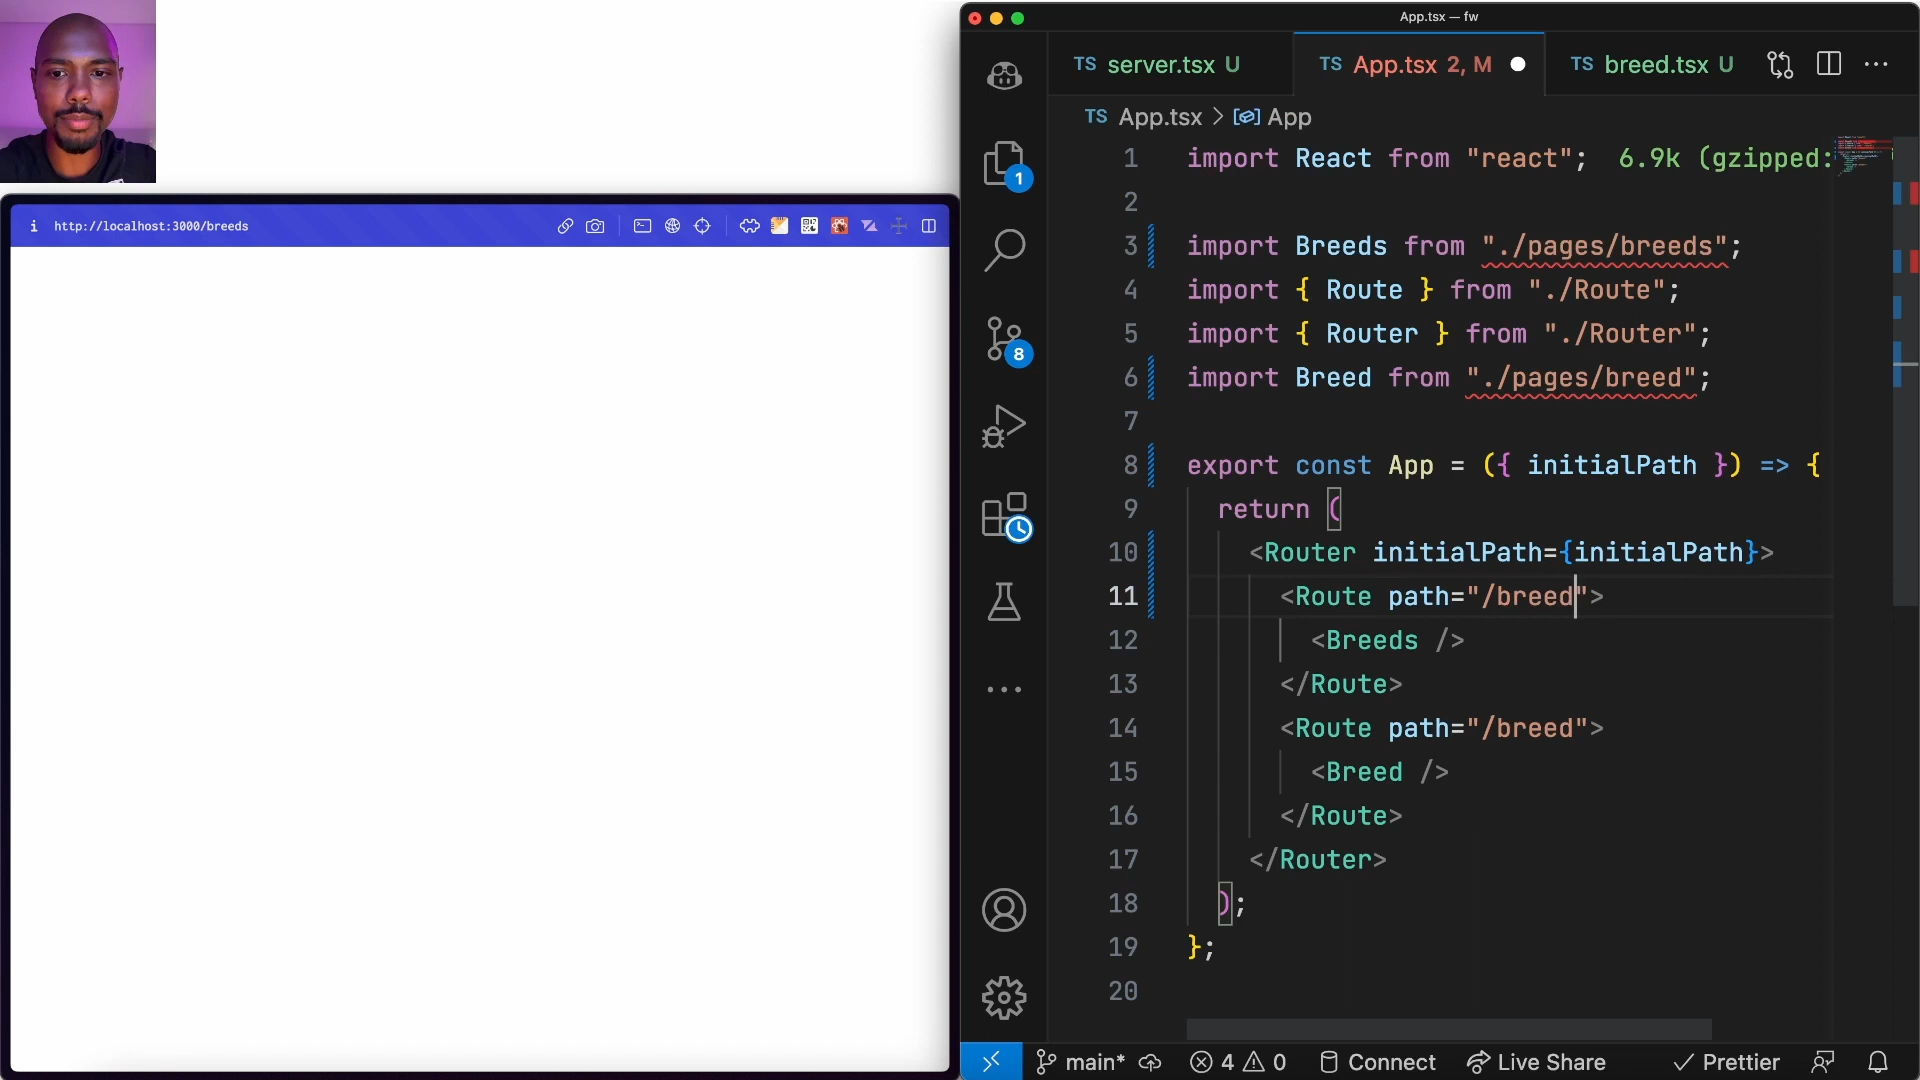 http://localhost:3000/breeds
App.tsx — fw
TS server.tsx U
TS App.tsx 2, M
TS breed.tsx U
TS App.tsx > App
1 import React from "react"; 6.9k (gzipped:
2
3 import Breeds from "./pages/breeds";
4 import { Route } from "./Route";
5 import { Router } from "./Router";
6 import Breed from "./pages/breed";
7
8 export const App = ({ initialPath }) => {
9 return (
10 <Router initialPath={initialPath}>
11 <Route path="/breed">
12 <Breeds />
13 </Route>
14 <Route path="/breed">
15 <Breed />
16 </Route>
17 </Router>
18 );
19 };
20
1
8
main* 4 0 Connect Live Share Prettier